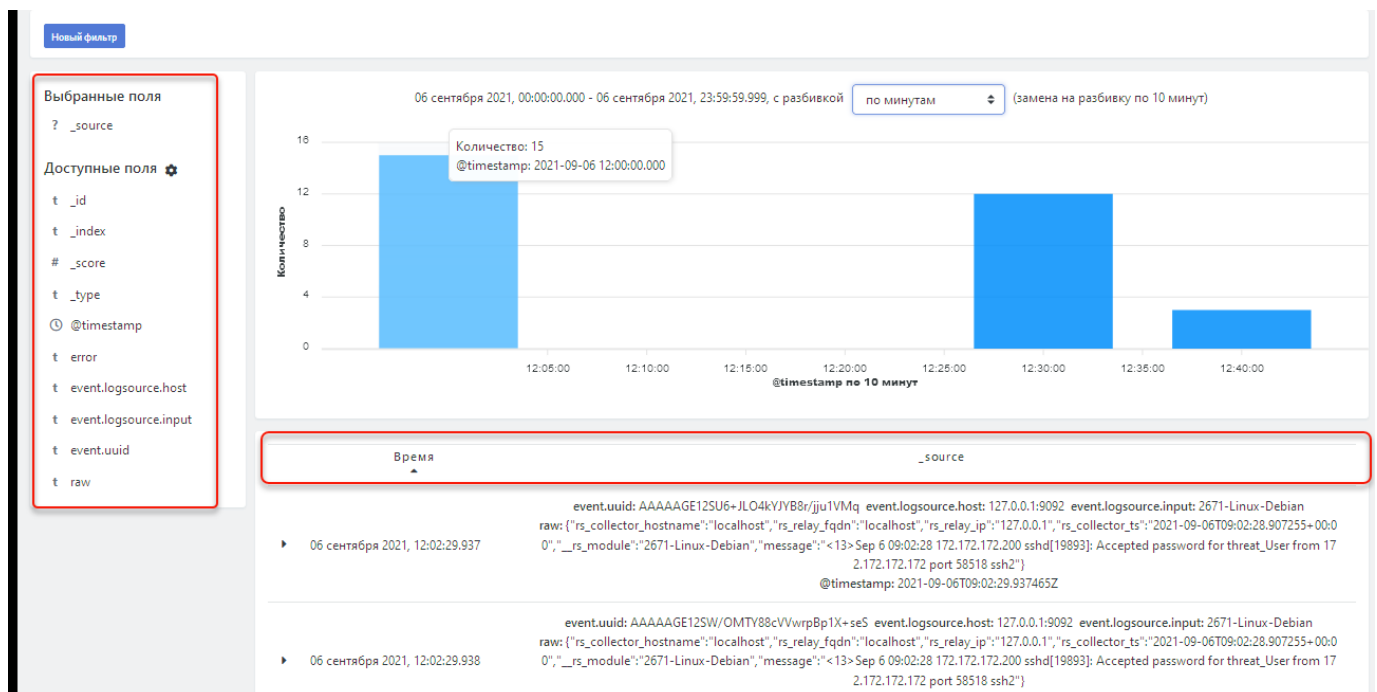 Новый фильтр
Выбранные поля
? _source
Доступные поля
t _id
t _index
# _score
t _type
@timestamp
t error
t event.logsource.host
t event.logsource.input
t event.uuid
t raw
06 сентября 2021, 00:00:00.000 - 06 сентября 2021, 23:59:59.999, с разбивкой по минутам (замена на разбивку по 10 минут)
Количество: 15
@timestamp: 2021-09-06 12:00:00.000
16
12
8
4
0
Количество
12:05:00 12:10:00 12:15:00 12:20:00 12:25:00 12:30:00 12:35:00 12:40:00
@timestamp по 10 минут
Время _source
event.uuid: AAAAAGE12SU6+JLO4kYJYB8r/jju1VMq event.logsource.host: 127.0.0.1:9092 event.logsource.input: 2671-Linux-Debian
raw: {"rs_collector_hostname":"localhost","rs_relay_fqdn":"localhost","rs_relay_ip":"127.0.0.1","rs_collector_ts":"2021-09-06T09:02:28.907255+00:0
06 сентября 2021, 12:02:29.937 0","__rs_module":"2671-Linux-Debian","message":"<13>Sep 6 09:02:28 172.172.172.200 sshd[19893]: Accepted password for threat_User from 17
2.172.172.172 port 58518 ssh2"}
@timestamp: 2021-09-06T09:02:29.937465Z
event.uuid: AAAAAGE12SW/OMTY88cVVwrpBp1X+seS event.logsource.host: 127.0.0.1:9092 event.logsource.input: 2671-Linux-Debian
raw: {"rs_collector_hostname":"localhost","rs_relay_fqdn":"localhost","rs_relay_ip":"127.0.0.1","rs_collector_ts":"2021-09-06T09:02:28.907255+00:0
06 сентября 2021, 12:02:29.938 0","__rs_module":"2671-Linux-Debian","message":"<13>Sep 6 09:02:28 172.172.172.200 sshd[19893]: Accepted password for threat_User from 17
2.172.172.172 port 58518 ssh2"}